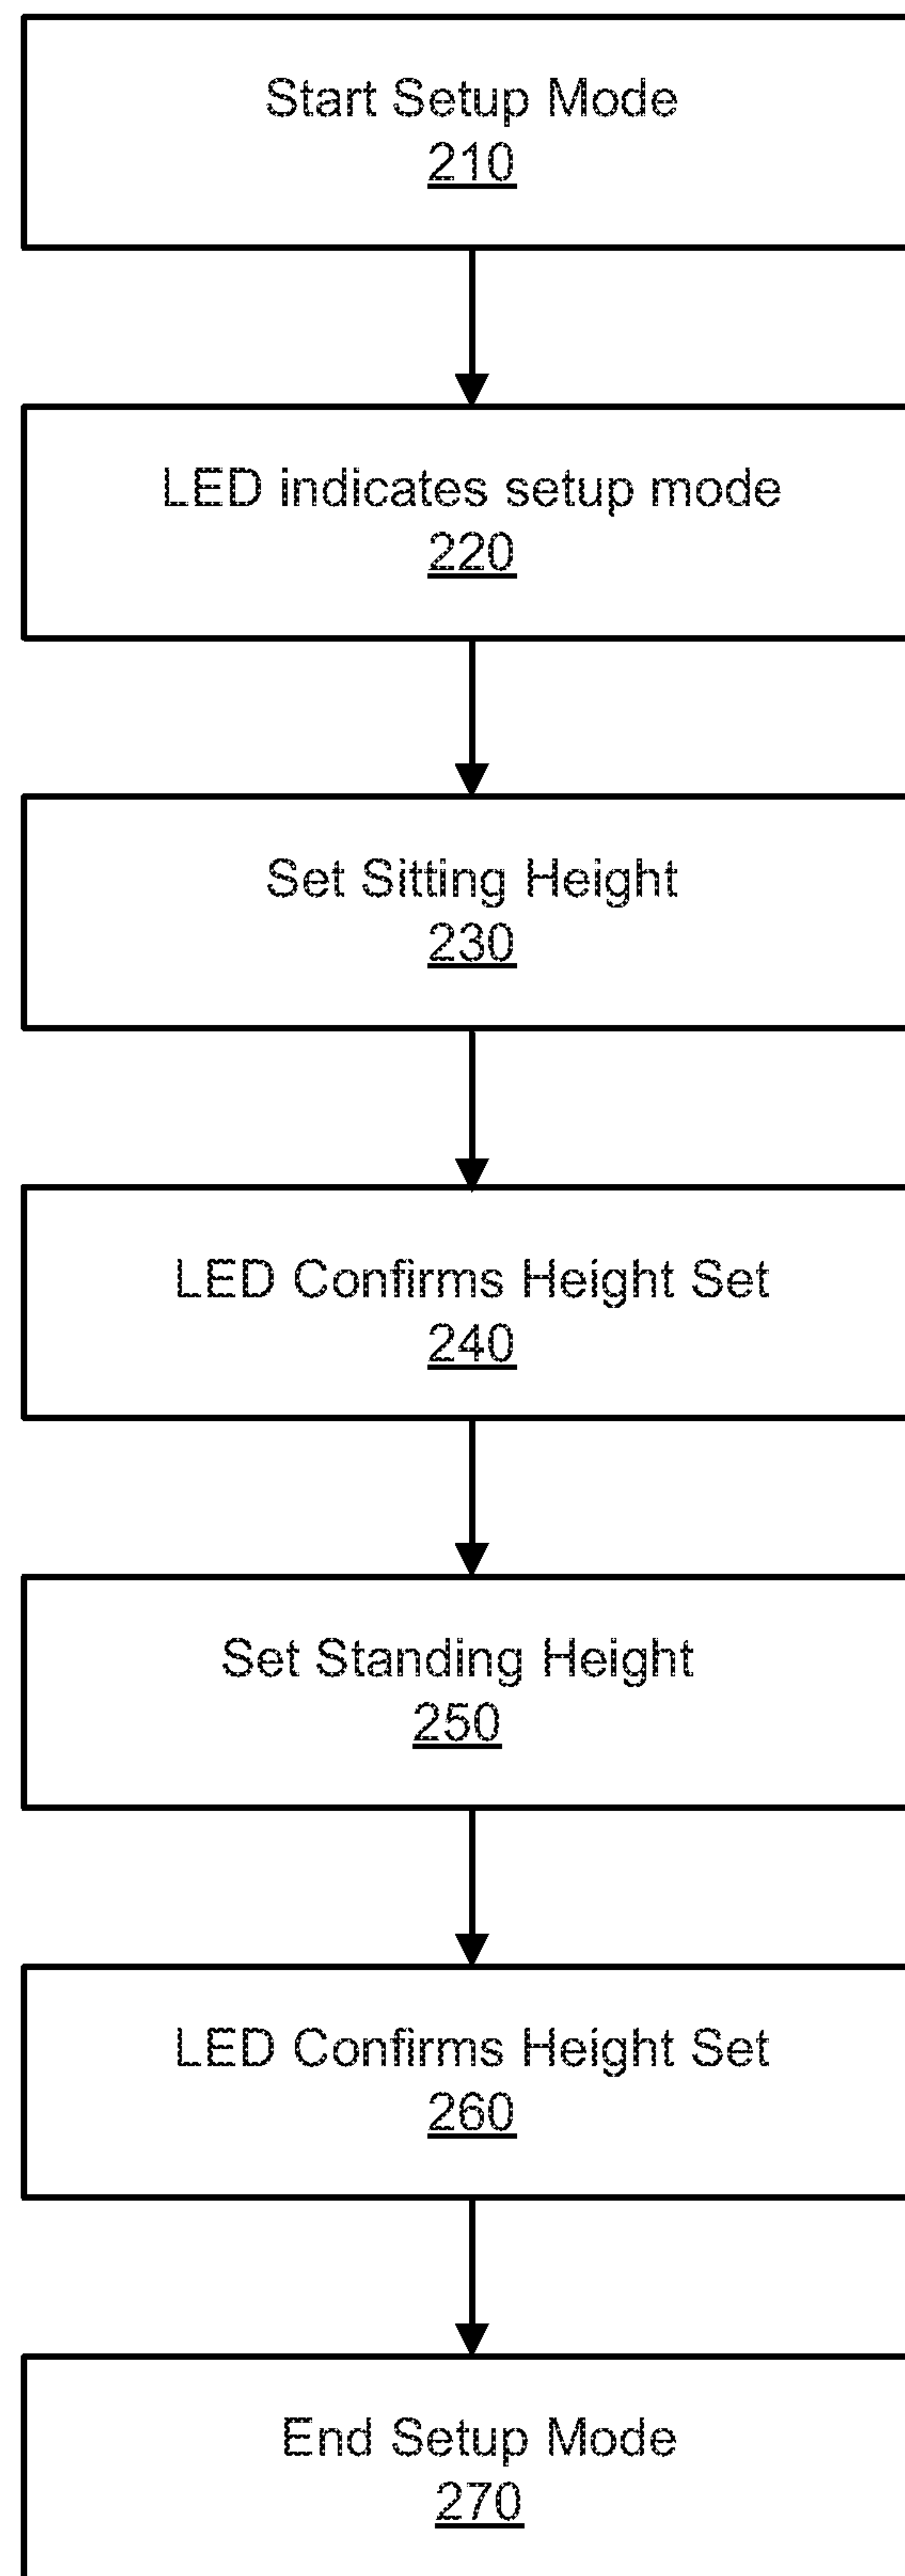 Start Setup Mode
210
LED indicates setup mode
220
Set Sitting Height
230
LED Confirms Height Set
240
Set Standing Height
250
LED Confirms Height Set
260
End Setup Mode
270